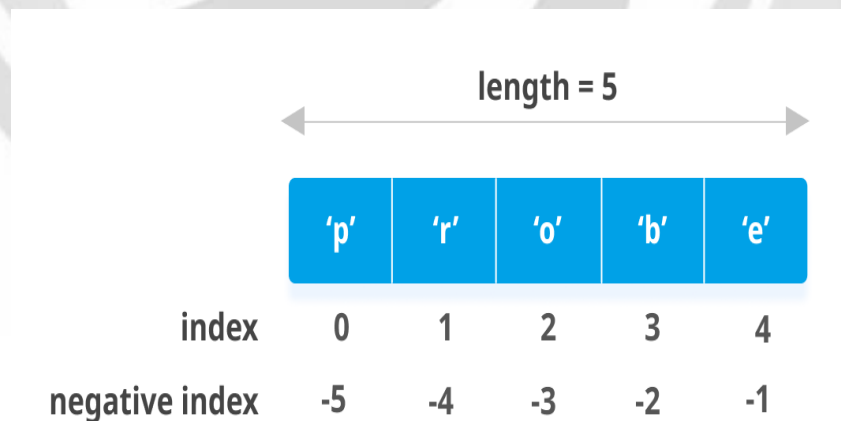 length = 5
‘p’ ‘r’ ‘o’ ‘b’ ‘e’
index 0 1 2 3 4
negative index -5 -4 -3 -2 -1